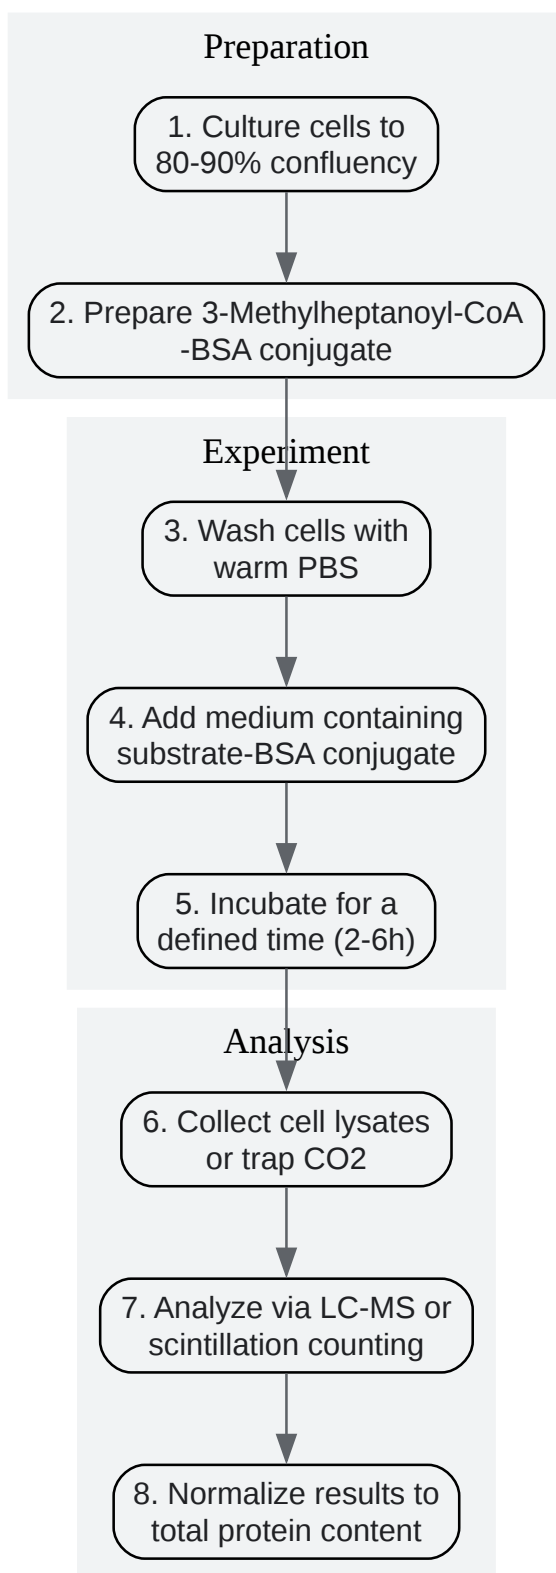 Preparation
1. Culture cells to
80-90% confluency
2. Prepare 3-Methylheptanoyl-CoA
-BSA conjugate
Experiment
3. Wash cells with
warm PBS
4. Add medium containing
substrate-BSA conjugate
5. Incubate for a
defined time (2-6h)
Analysis
6. Collect cell lysates
or trap CO2
7. Analyze via LC-MS or
scintillation counting
8. Normalize results to
total protein content